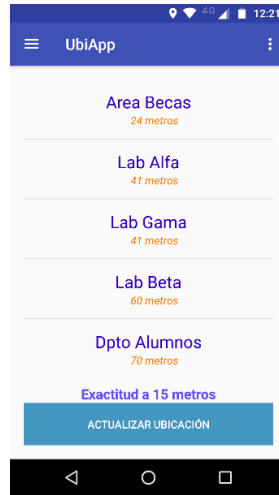 4G 12:21
UbiApp
Area Becas
24 metros
Lab Alfa
41 metros
Lab Gama
41 metros
Lab Beta
60 metros
Dpto Alumnos
70 metros
Exactitud a 15 metros
ACTUALIZAR UBICACIÓN